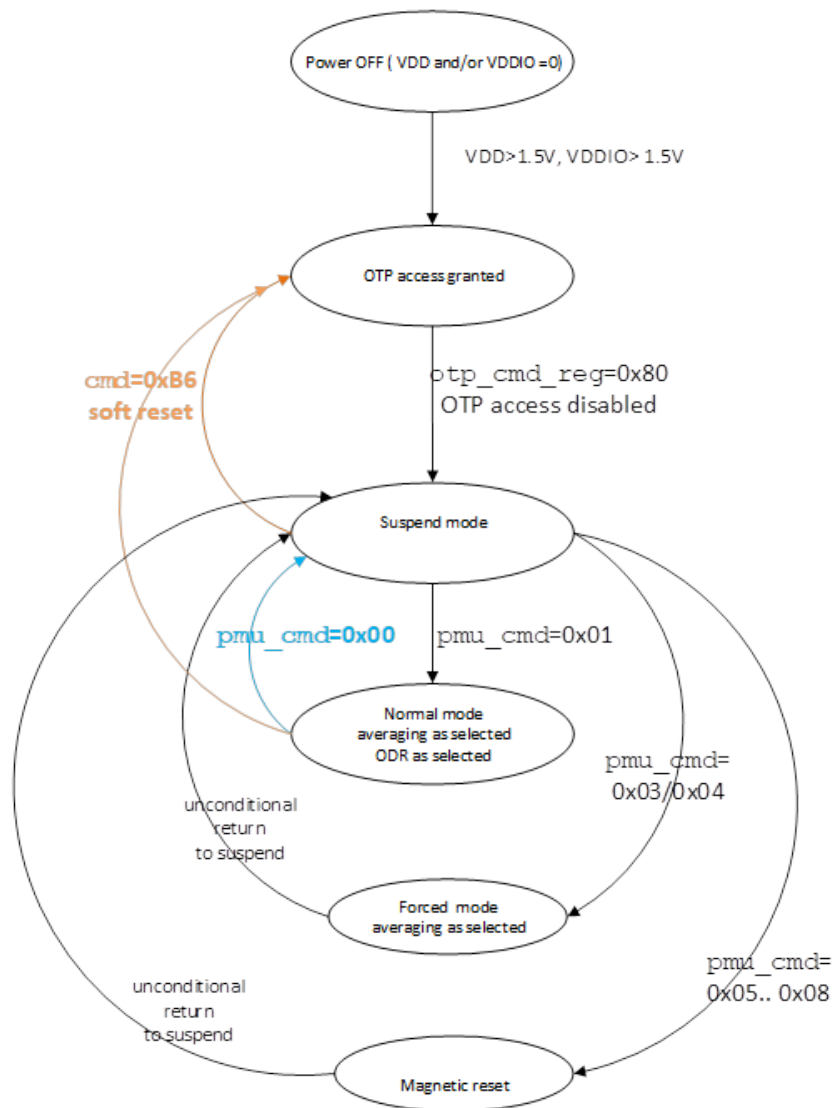 Power OFF ( VDD and/or VDDIO =0)
VDD>1.5V, VDDIO> 1.5V
OTP access granted
cmd=0xB6
soft reset
otp_cmd_reg=0x80
OTP access disabled
Suspend mode
pmu_cmd=0x00
pmu_cmd=0x01
Normal mode
averaging as selected
ODR as selected
pmu_cmd=
0x03/0x04
unconditional
return
to suspend
Forced mode
averaging as selected
pmu_cmd=
0x05.. 0x08
unconditional
return
to suspend
Magnetic reset